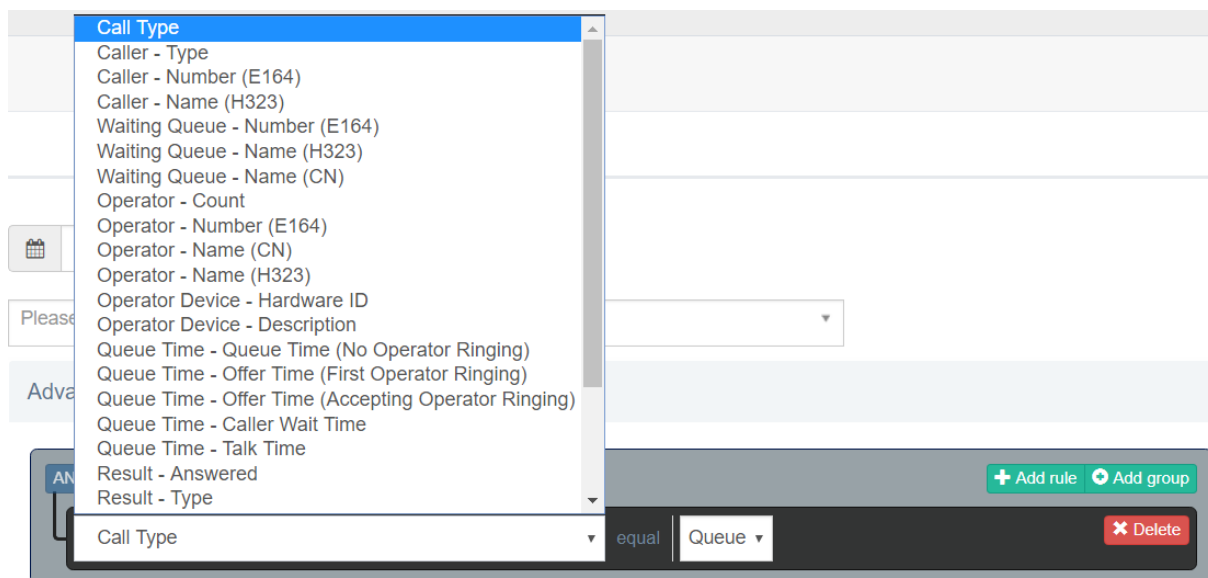 Call Type
Caller - Type
Caller - Number (E164)
Caller - Name (H323)
Waiting Queue - Number (E164)
Waiting Queue - Name (H323)
Waiting Queue - Name (CN)
Operator - Count
Operator - Number (E164)
Operator - Name (CN)
Operator - Name (H323)
Operator Device - Hardware ID
Please
Operator Device - Description
Queue Time - Queue Time (No Operator Ringing)
Queue Time - Offer Time (First Operator Ringing)
Adva
Queue Time - Offer Time (Accepting Operator Ringing)
Queue Time - Caller Wait Time
Queue Time - Talk Time
Result - Answered
AN
Add rule Add group
Result - Type
Call Type equal Queue Delete